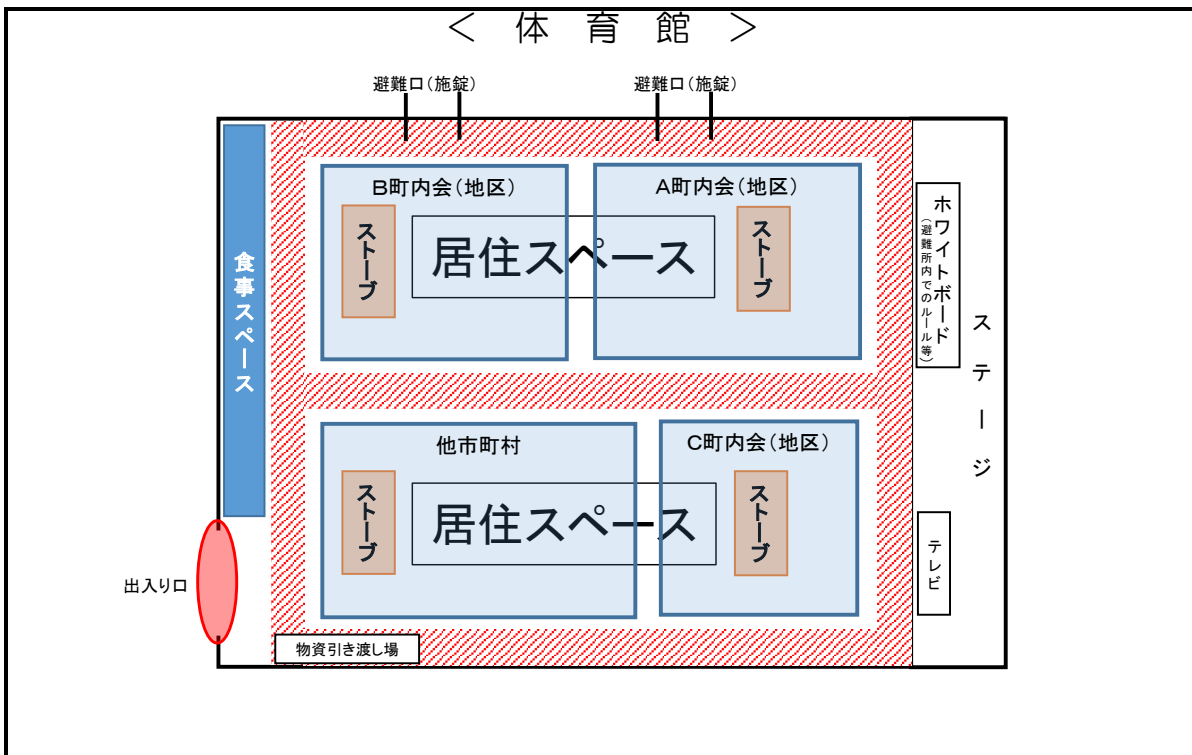 ＜ 体 育 館 ＞
避難口（施錠）
避難口（施錠）
B町内会（地区）
A町内会（地区）
ストーブ
居住スペース
ストーブ
食事スペース
ホワイトボード
（避難所内でのルール等）
ステージ
他市町村
C町内会（地区）
ストーブ
居住スペース
ストーブ
テレビ
出入り口
物資引き渡し場